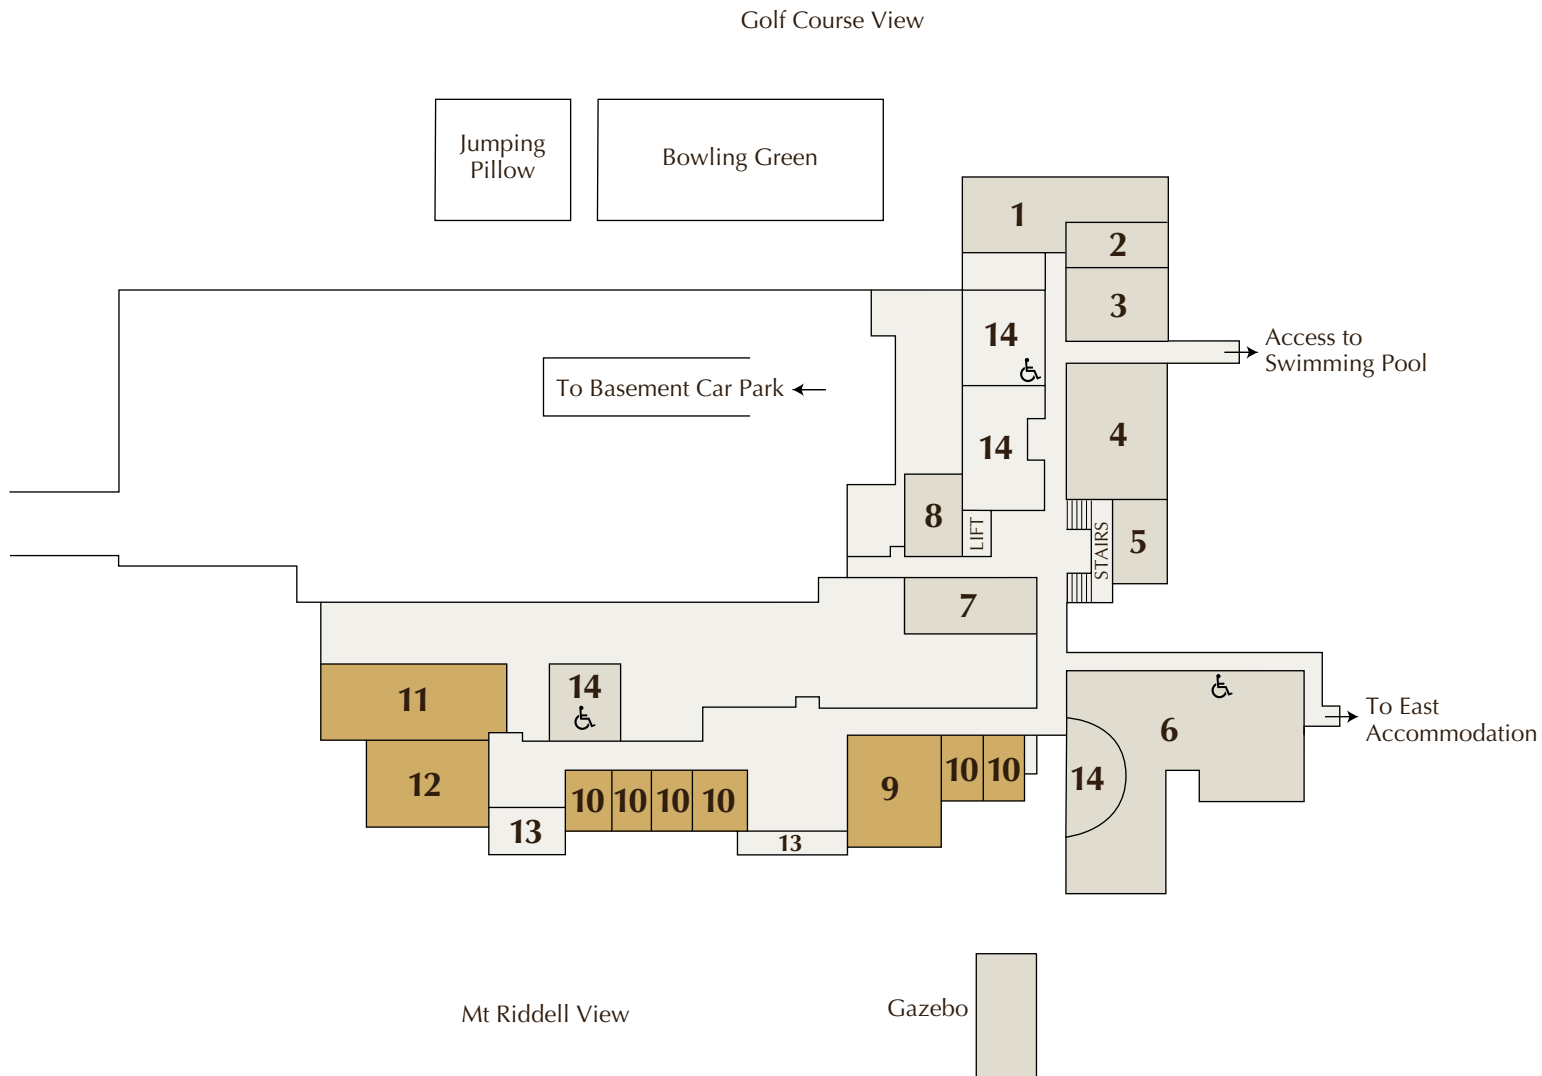 Golf Course View
Jumping
Pillow
Bowling Green
1
2
3
14
Access to
Swimming Pool
To Basement Car Park
4
14
8
LIFT
STAIRS
5
7
11
14
6
To East
Accommodation
12
9
10
10
14
10
10
10
10
13
13
Mt Riddell View
Gazebo